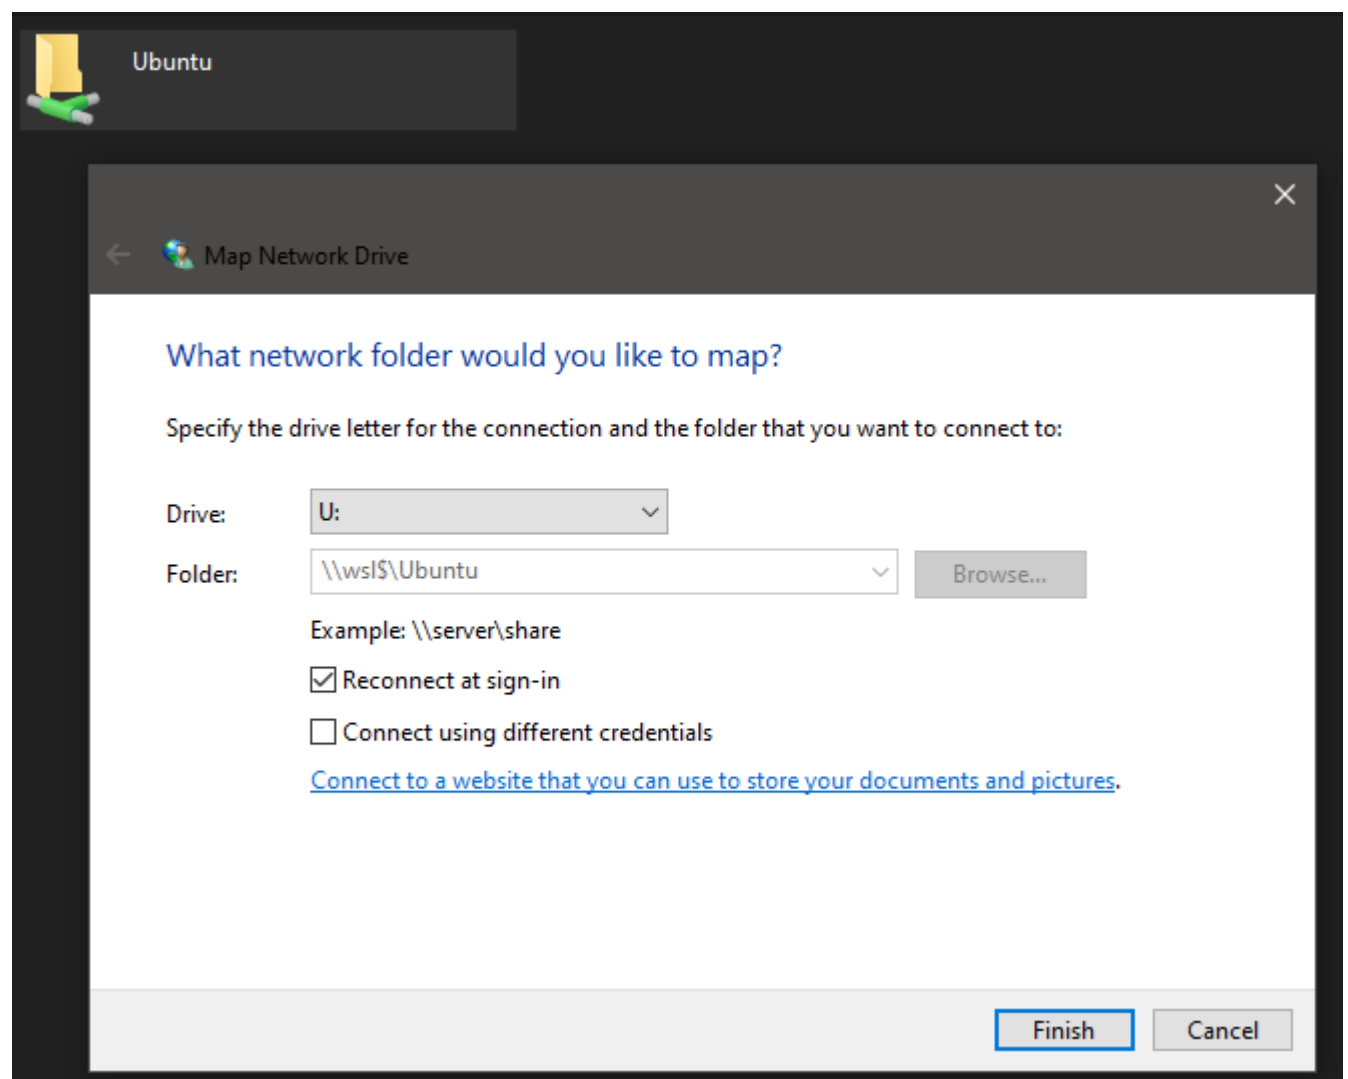 Ubuntu
Map Network Drive
What network folder would you like to map?
Specify the drive letter for the connection and the folder that you want to connect to:
Drive: U:
Folder: \\wsl$\Ubuntu Browse...
Example: \\server\share
Reconnect at sign-in
Connect using different credentials
Connect to a website that you can use to store your documents and pictures.
Finish Cancel